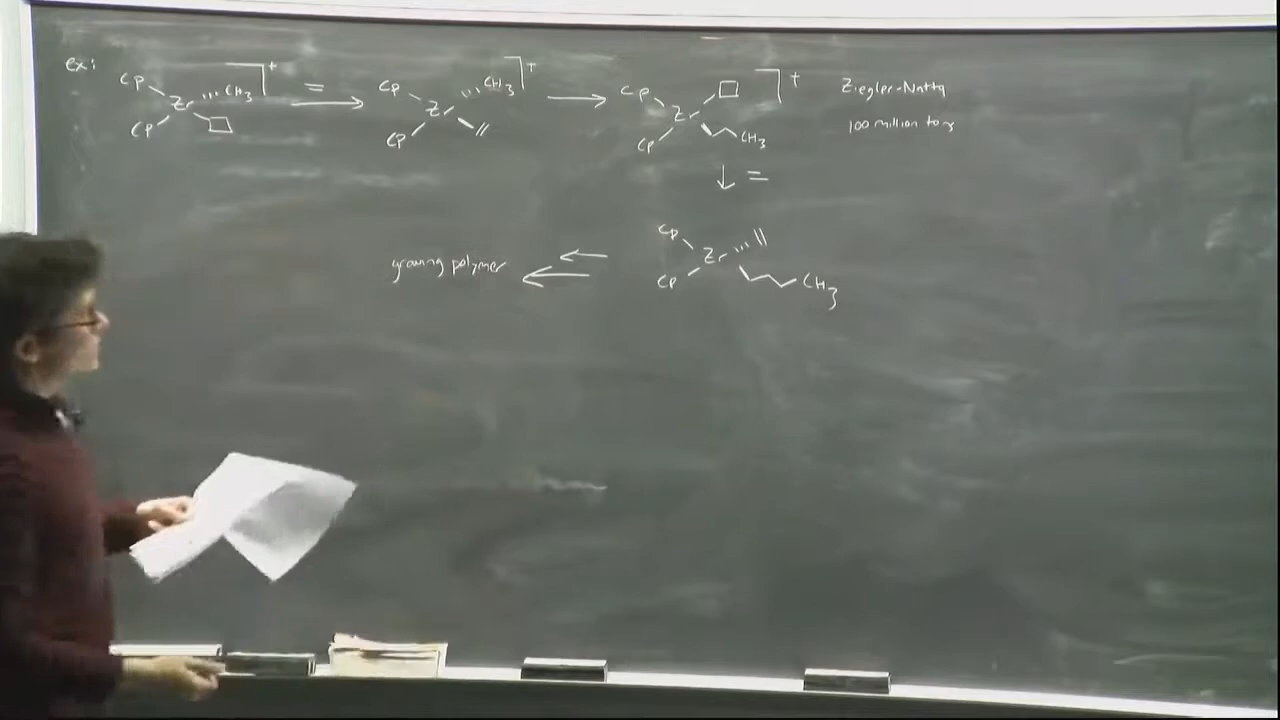 ex:
Cp Zr CH3 ]+
Cp
=
Cp Zr CH3 ]+
Cp
Cp Zr ]+
Cp CH3
Ziegler-Natta
100 million tons
=
Cp Zr
Cp CH3
growing polymer